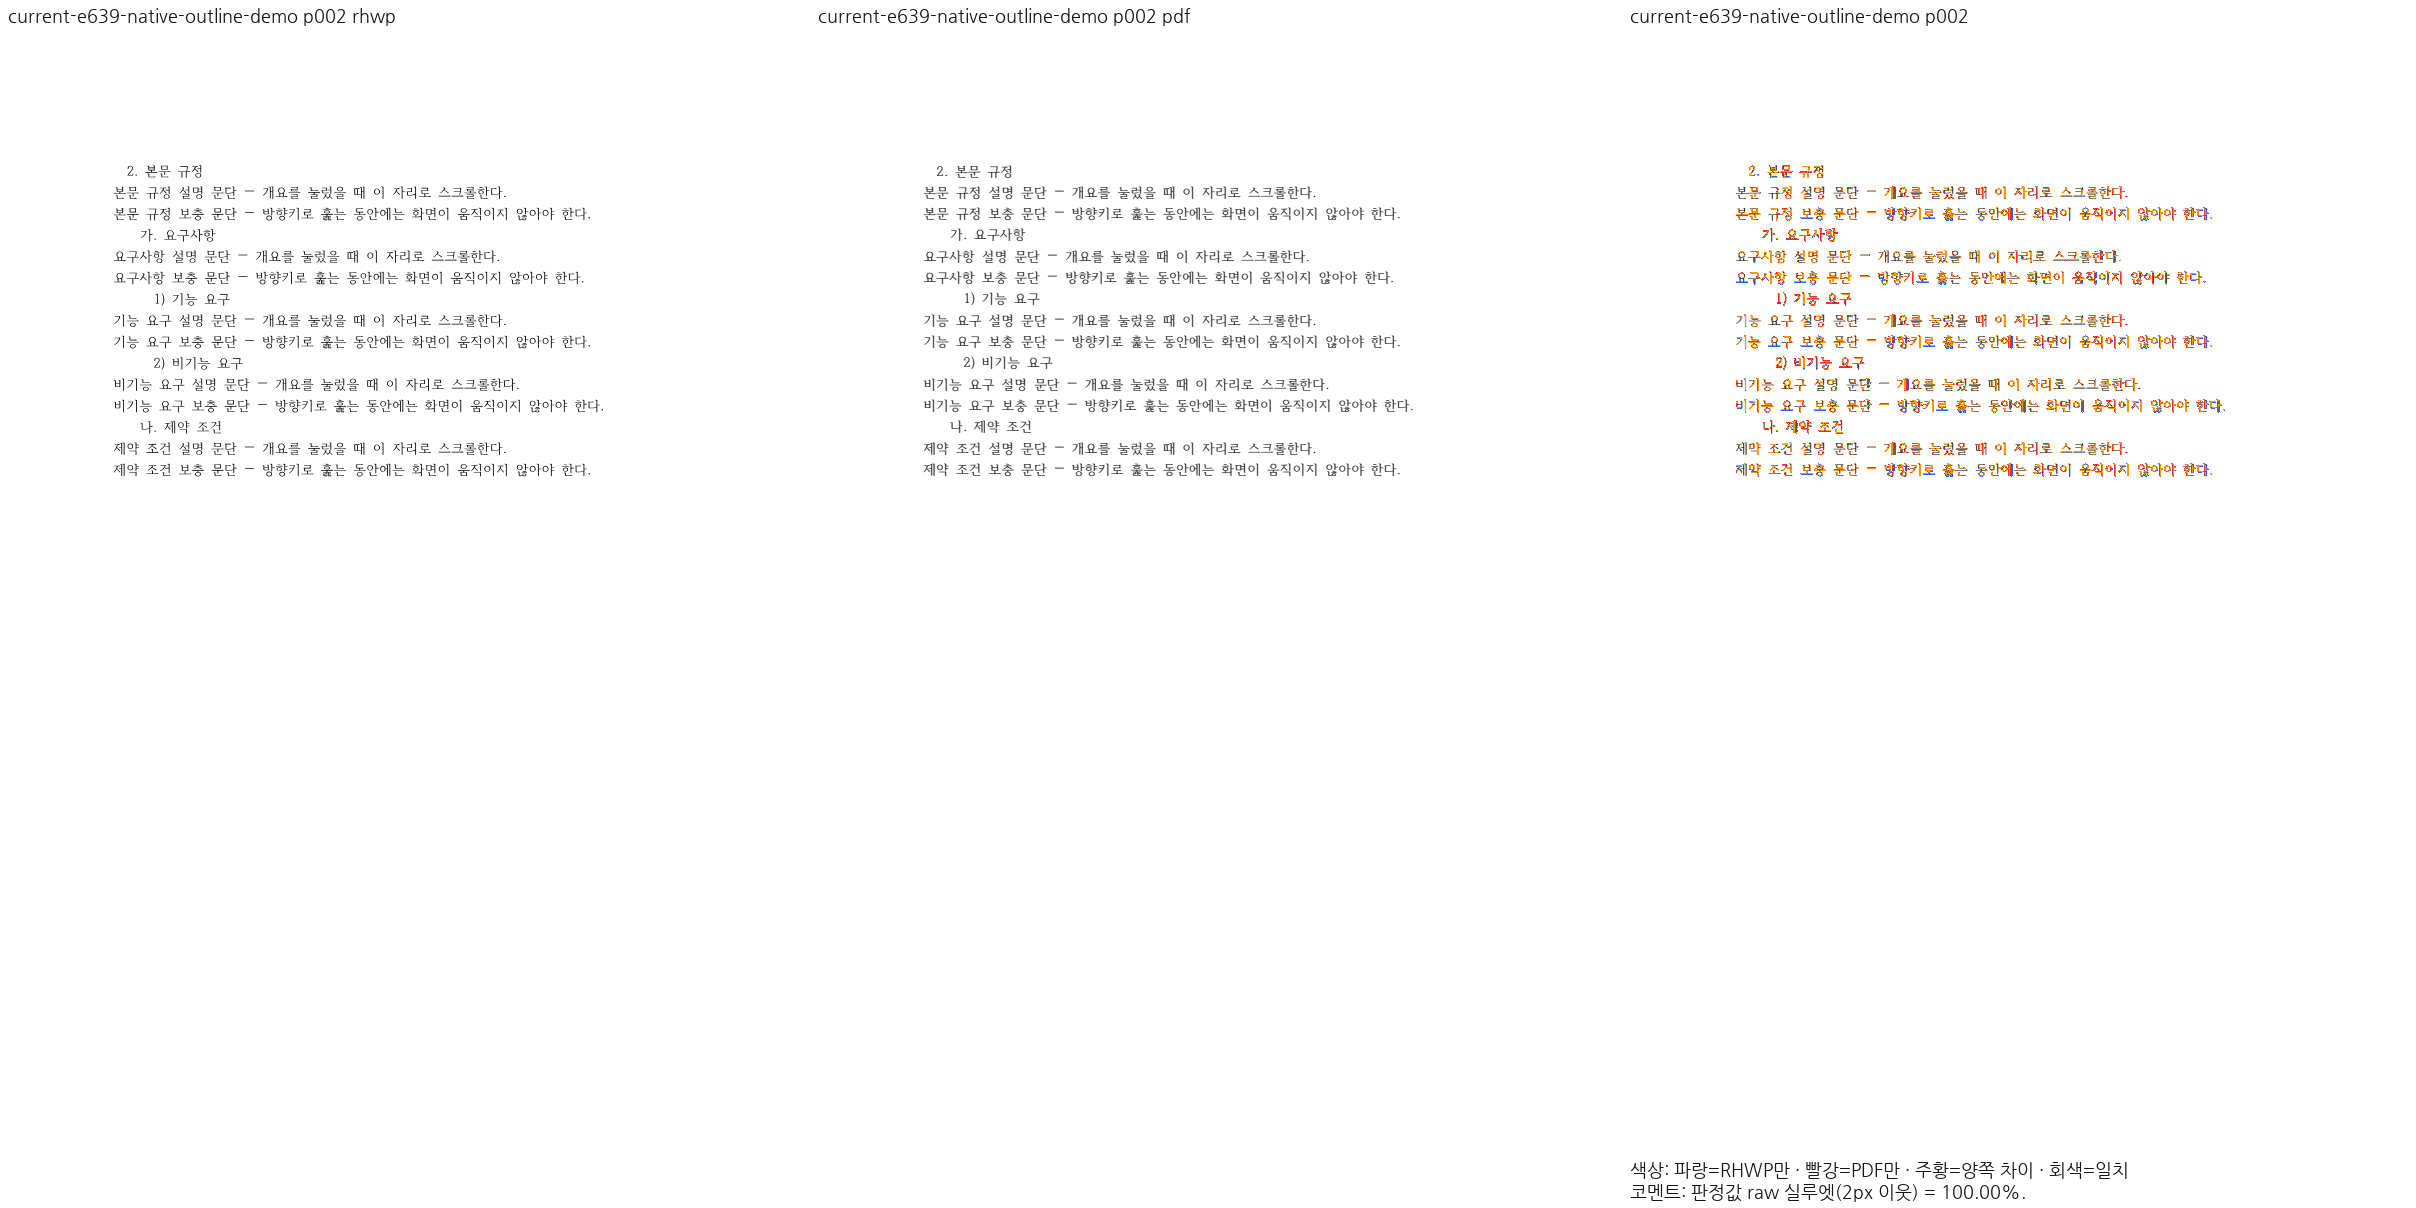 current-e639-native-outline-demo p002 rhwp
2. 본문 규정
본문 규정 설명 문단 — 개요를 눌렀을 때 이 자리로 스크롤한다.
본문 규정 보충 문단 — 방향키로 훑는 동안에는 화면이 움직이지 않아야 한다.
가. 요구사항
요구사항 설명 문단 — 개요를 눌렀을 때 이 자리로 스크롤한다.
요구사항 보충 문단 — 방향키로 훑는 동안에는 화면이 움직이지 않아야 한다.
1) 기능 요구
기능 요구 설명 문단 — 개요를 눌렀을 때 이 자리로 스크롤한다.
기능 요구 보충 문단 — 방향키로 훑는 동안에는 화면이 움직이지 않아야 한다.
2) 비기능 요구
비기능 요구 설명 문단 — 개요를 눌렀을 때 이 자리로 스크롤한다.
비기능 요구 보충 문단 — 방향키로 훑는 동안에는 화면이 움직이지 않아야 한다.
나. 제약 조건
제약 조건 설명 문단 — 개요를 눌렀을 때 이 자리로 스크롤한다.
제약 조건 보충 문단 — 방향키로 훑는 동안에는 화면이 움직이지 않아야 한다.
current-e639-native-outline-demo p002 pdf
2. 본문 규정
본문 규정 설명 문단 — 개요를 눌렀을 때 이 자리로 스크롤한다.
본문 규정 보충 문단 — 방향키로 훑는 동안에는 화면이 움직이지 않아야 한다.
가. 요구사항
요구사항 설명 문단 — 개요를 눌렀을 때 이 자리로 스크롤한다.
요구사항 보충 문단 — 방향키로 훑는 동안에는 화면이 움직이지 않아야 한다.
1) 기능 요구
기능 요구 설명 문단 — 개요를 눌렀을 때 이 자리로 스크롤한다.
기능 요구 보충 문단 — 방향키로 훑는 동안에는 화면이 움직이지 않아야 한다.
2) 비기능 요구
비기능 요구 설명 문단 — 개요를 눌렀을 때 이 자리로 스크롤한다.
비기능 요구 보충 문단 — 방향키로 훑는 동안에는 화면이 움직이지 않아야 한다.
나. 제약 조건
제약 조건 설명 문단 — 개요를 눌렀을 때 이 자리로 스크롤한다.
제약 조건 보충 문단 — 방향키로 훑는 동안에는 화면이 움직이지 않아야 한다.
current-e639-native-outline-demo p002
2. 본문 규정
본문 규정 설명 문단 — 개요를 눌렀을 때 이 자리로 스크롤한다.
본문 규정 보충 문단 — 방향키로 훑는 동안에는 화면이 움직이지 않아야 한다.
가. 요구사항
요구사항 설명 문단 — 개요를 눌렀을 때 이 자리로 스크롤한다.
요구사항 보충 문단 — 방향키로 훑는 동안에는 화면이 움직이지 않아야 한다.
1) 기능 요구
기능 요구 설명 문단 — 개요를 눌렀을 때 이 자리로 스크롤한다.
기능 요구 보충 문단 — 방향키로 훑는 동안에는 화면이 움직이지 않아야 한다.
2) 비기능 요구
비기능 요구 설명 문단 — 개요를 눌렀을 때 이 자리로 스크롤한다.
비기능 요구 보충 문단 — 방향키로 훑는 동안에는 화면이 움직이지 않아야 한다.
나. 제약 조건
제약 조건 설명 문단 — 개요를 눌렀을 때 이 자리로 스크롤한다.
제약 조건 보충 문단 — 방향키로 훑는 동안에는 화면이 움직이지 않아야 한다.
색상: 파랑=RHWP만 · 빨강=PDF만 · 주황=양쪽 차이 · 회색=일치
코멘트: 판정값 raw 실루엣(2px 이웃) = 100.00%.